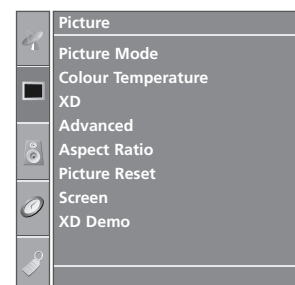 Picture
Picture Mode
Colour Temperature
XD
Advanced
Aspect Ratio
Picture Reset
Screen
XD Demo